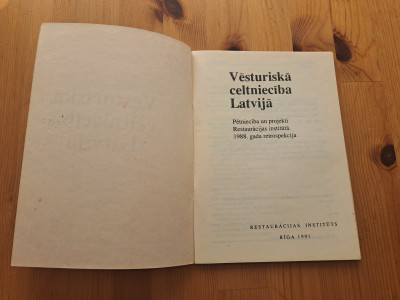 Vēsturiskā
celtniecība
Latvijā
Pētniecība un projekti
Restaurācijas institūtā.
1988. gada retrospekcija
RESTAURĀCIJAS INSTITŪTS
RĪGA 1991